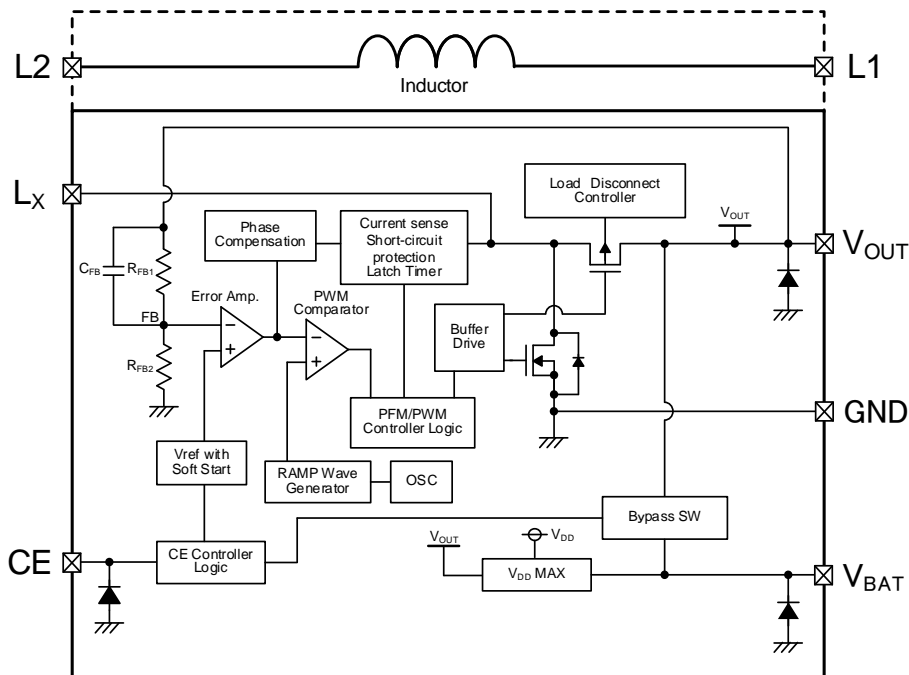 L2
L1
Inductor
LX
Load Disconnect
Controller
VOUT
VOUT
Phase
Compensation
Current sense
Short-circuit
protection
Latch Timer
CFB
RFB1
Error Amp.
PWM
Comparator
FB
Buffer
Drive
RFB2
PFM/PWM
Controller Logic
GND
Vref with
Soft Start
RAMP Wave
Generator
OSC
Bypass SW
CE
CE Controller
Logic
VOUT
VDD
VDD MAX
VBAT